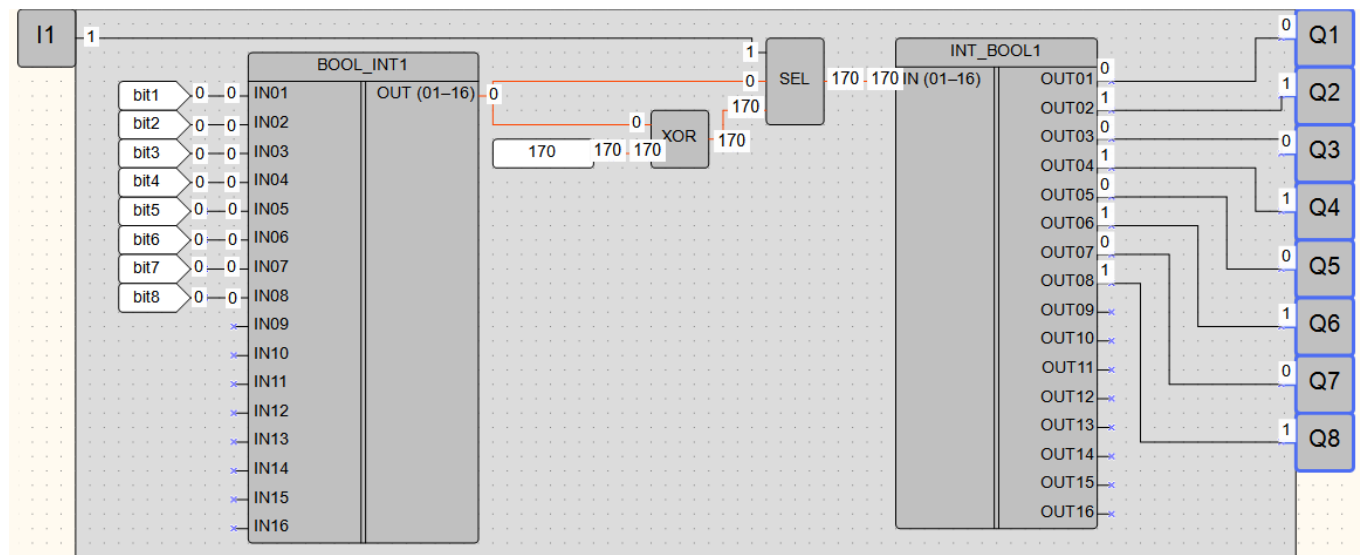 I1 1 0 Q1
BOOL_INT1 INT_BOOL1
1 SEL 170 170 IN (01–16) OUT01 0
bit1 0 0 IN01 OUT (01–16) 0 0 1 Q2
170 OUT02 1
bit2 0 0 IN02 0 XOR
OUT03 0 0 Q3
bit3 0 0 IN03 170 170 170 170
OUT04 1
bit4 0 0 IN04
OUT05 0 1 Q4
bit5 0 0 IN05
OUT06 1
bit6 0 0 IN06
OUT07 0 0 Q5
bit7 0 0 IN07
OUT08 1
bit8 0 0 IN08
OUT09 1 Q6
IN09
OUT10
IN10
OUT11 0 Q7
IN11
OUT12
IN12
OUT13 1 Q8
IN13
OUT14
IN14
OUT15
IN15
OUT16
IN16